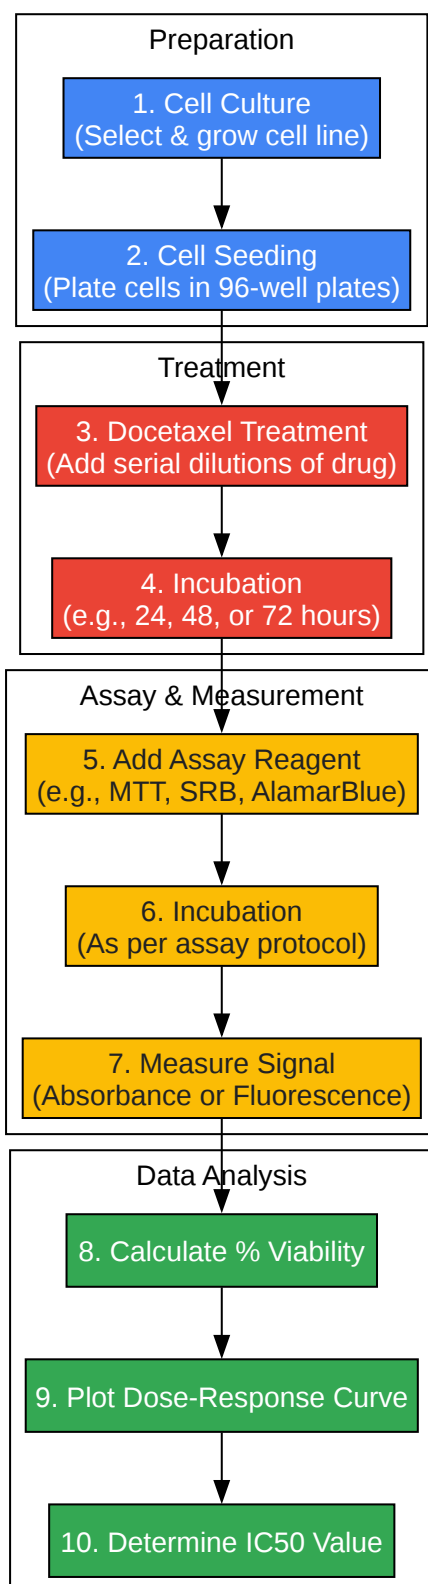 Preparation
1. Cell Culture
(Select & grow cell line)
2. Cell Seeding
(Plate cells in 96-well plates)
Treatment
3. Docetaxel Treatment
(Add serial dilutions of drug)
4. Incubation
(e.g., 24, 48, or 72 hours)
Assay & Measurement
5. Add Assay Reagent
(e.g., MTT, SRB, AlamarBlue)
6. Incubation
(As per assay protocol)
7. Measure Signal
(Absorbance or Fluorescence)
Data Analysis
8. Calculate % Viability
9. Plot Dose-Response Curve
10. Determine IC50 Value